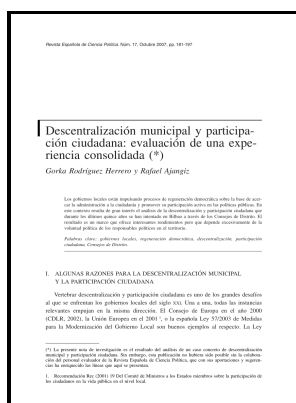 Revista Española de Ciencia Política. Núm. 17, Octubre 2007, pp. 181-197
Descentralización municipal y participa-
ción ciudadana: evaluación de una expe-
riencia consolidada (*)
Gorka Rodríguez Herrero y Rafael Ajangiz
Los gobiernos locales están impulsando procesos de regeneración democrática sobre la base de acer-
car la administración a la ciudadanía y promover su participación activa en las políticas públicas. En
este contexto resulta de gran interés el análisis de la descentralización y participación ciudadana que
durante los últimos quince años se han intentado en Bilbao a través de los Consejos de Distrito. El
resultado es un marco que ofrece interesantes rendimientos pero que depende excesivamente de la
voluntad política de los responsables políticos en el territorio.
Palabras clave: gobiernos locales, regeneración democrática, descentralización, participación
ciudadana, Consejos de Distrito.
I. ALGUNAS RAZONES PARA LA DESCENTRALIZACIÓN MUNICIPAL
Y LA PARTICIPACIÓN CIUDADANA
Vertebrar descentralización y participación ciudadana es uno de los grandes desafíos
al que se enfrentan los gobiernos locales del siglo XXI. Una a una, todas las instancias
relevantes empujan en la misma dirección. El Consejo de Europa en el año 2000
(CDLR, 2002), la Unión Europea en el 2001 1, o la española Ley 57/2003 de Medidas
para la Modernización del Gobierno Local son buenos ejemplos al respecto. La Ley
(*) La presente nota de investigación es el resultado del análisis de un caso concreto de descentralización
municipal y participación ciudadana. Sin embargo, esta publicación no hubiera sido posible sin la colabora-
ción del personal evaluador de la Revista Española de Ciencia Política, que con sus aportaciones y sugeren-
cias ha enriquecido las líneas que aquí se presentan.
1. Recomendación Rec (2001) 19 Del Comité de Ministros a los Estados miembros sobre la participación de
los ciudadanos en la vida pública en el nivel local.